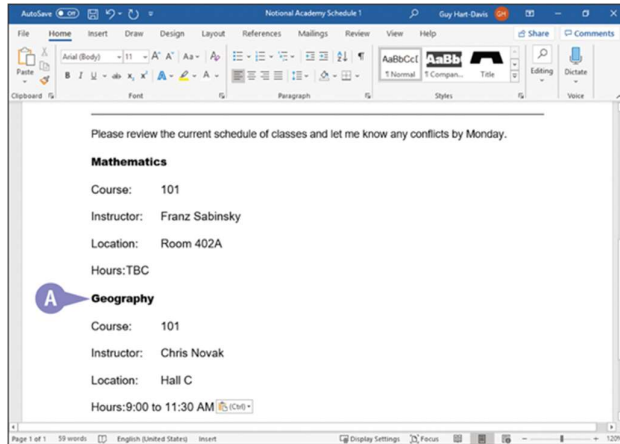 AutoSave Off Notional Academy Schedule 1 Guy Hart-Davis GH
File Home Insert Draw Design Layout References Mailings Review View Help Share Comments
Paste Arial (Body) 11 A A Aa A AaBbCcI AaBb Editing Dictate
B I U ab x x A A ¶ 1 Normal 1 Compan... Title
Clipboard Font Paragraph Styles Voice
Please review the current schedule of classes and let me know any conflicts by Monday.
Mathematics
Course: 101
Instructor: Franz Sabinsky
Location: Room 402A
Hours:TBC
A Geography
Course: 101
Instructor: Chris Novak
Location: Hall C
Hours:9:00 to 11:30 AM (Ctrl)
Page 1 of 1 59 words English (United States) Insert Display Settings Focus 120%